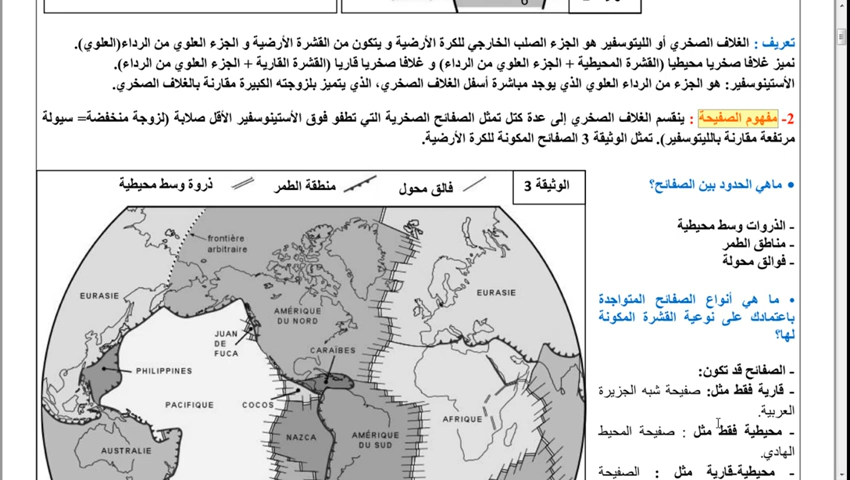 تعريف : الغلاف الصخري أو الليتوسفير هو الجزء الصلب الخارجي للكرة الأرضية و يتكون من القشرة الأرضية و الجزء العلوي من الرداء(العلوي).
نميز غلافا صخريا محيطيا (القشرة المحيطية + الجزء العلوي من الرداء) و غلافا صخريا قاريا (القشرة القارية + الجزء العلوي من الرداء).
الأستينوسفير: هو الجزء من الرداء العلوي الذي يوجد مباشرة أسفل الغلاف الصخري، الذي يتميز بلزوجته الكبيرة مقارنة بالغلاف الصخري.
2- مفهوم الصفيحة : ينقسم الغلاف الصخري إلى عدة كتل تمثل الصفائح الصخرية التي تطفو فوق الأستينوسفير الأقل صلابة (لزوجة منخفضة= سيولة
مرتفعة مقارنة بالليتوسفير). تمثل الوثيقة 3 الصفائح المكونة للكرة الأرضية.
• ماهي الحدود بين الصفائح؟
- الذروات وسط محيطية
- مناطق الطمر
- فوالق محولة
• ما هي أنواع الصفائح المتواجدة
باعتمادك على نوعية القشرة المكونة
لها؟
- الصفائح قد تكون:
- قارية فقط مثل: صفيحة شبه الجزيرة
العربية.
- محيطية فقط مثل : صفيحة المحيط
الهادي.
- محيطية-قارية مثل : الصفيحة
الوثيقة 3
فالق محول
منطقة الطمر
ذروة وسط محيطية
frontière
arbitraire
EURASIE
AMÉRIQUE
DU NORD
EURASIE
JUAN
DE
FUCA
CARAÏBES
PHILIPPINES
PACIFIQUE
COCOS
AFRIQUE
NAZCA
AMÉRIQUE
DU SUD
AUSTRALIE